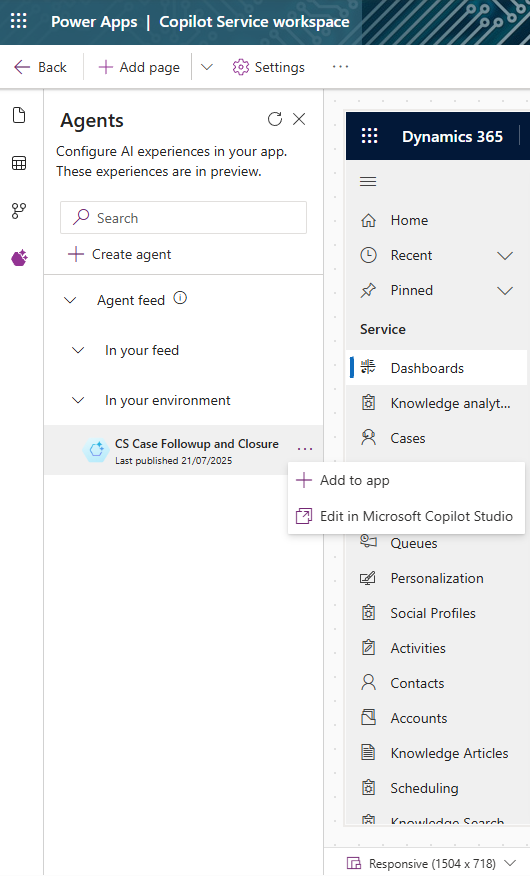 Power Apps | Copilot Service workspace
Back
Add page
Settings
Agents
Configure AI experiences in your app.
These experiences are in preview.
Search
Create agent
Agent feed
In your feed
In your environment
CS Case Followup and Closure
Last published 21/07/2025
Add to app
Edit in Microsoft Copilot Studio
Dynamics 365
Home
Recent
Pinned
Service
Dashboards
Knowledge analyt...
Cases
Queues
Personalization
Social Profiles
Activities
Contacts
Accounts
Knowledge Articles
Scheduling
Knowledge Search
Responsive (1504 x 718)